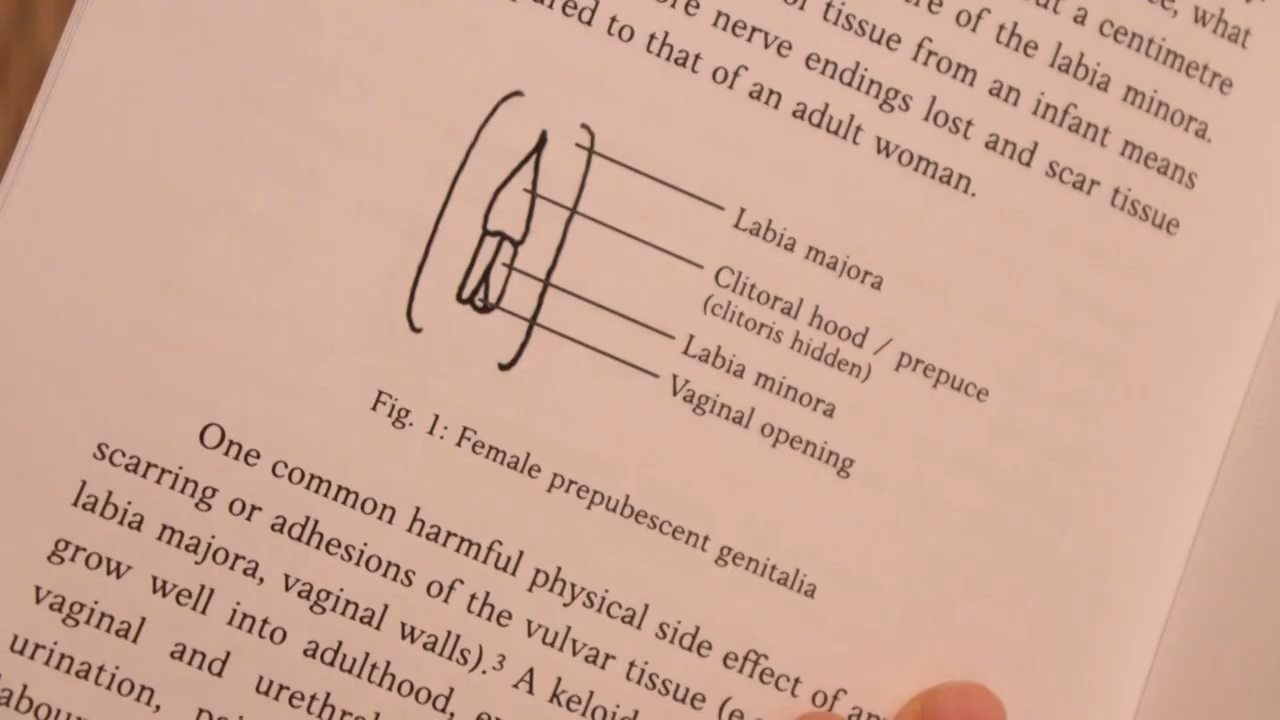 what
a centimetre
of the labia minora.
tissue from an infant means
nerve endings lost and scar tissue
to that of an adult woman.
Labia majora
Clitoral hood / prepuce
(clitoris hidden)
Labia minora
Vaginal opening
Fig. 1: Female prepubescent genitalia
One common harmful physical side effect of
scarring or adhesions of the vulvar tissue
labia majora, vaginal walls).³ A keloid
grow well into adulthood,
vaginal and
urination,